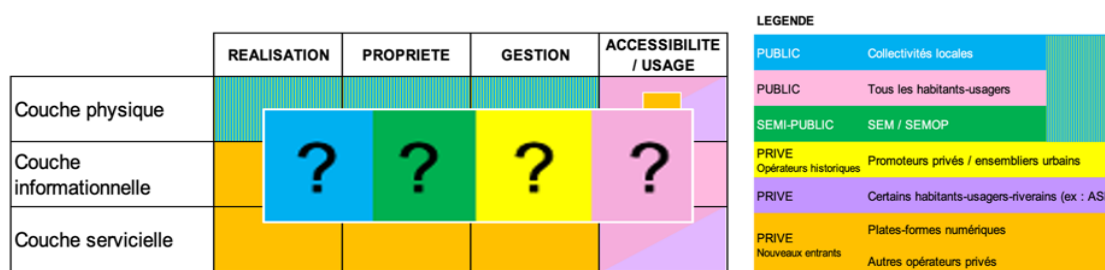 LEGENDE
REALISATION
PROPRIETE
GESTION
ACCESSIBILITE
/ USAGE
Couche physique
Couche
informationnelle
Couche servicielle
? ? ? ?
PUBLIC Collectivités locales
PUBLIC Tous les habitants-usagers
SEMI-PUBLIC SEM / SEMOP
PRIVE
Opérateurs historiques Promoteurs privés / ensembliers urbains
PRIVE Certains habitants-usagers-riverains (ex :
Plates-formes numériques
PRIVE
Nouveaux entrants
Autres opérateurs privés